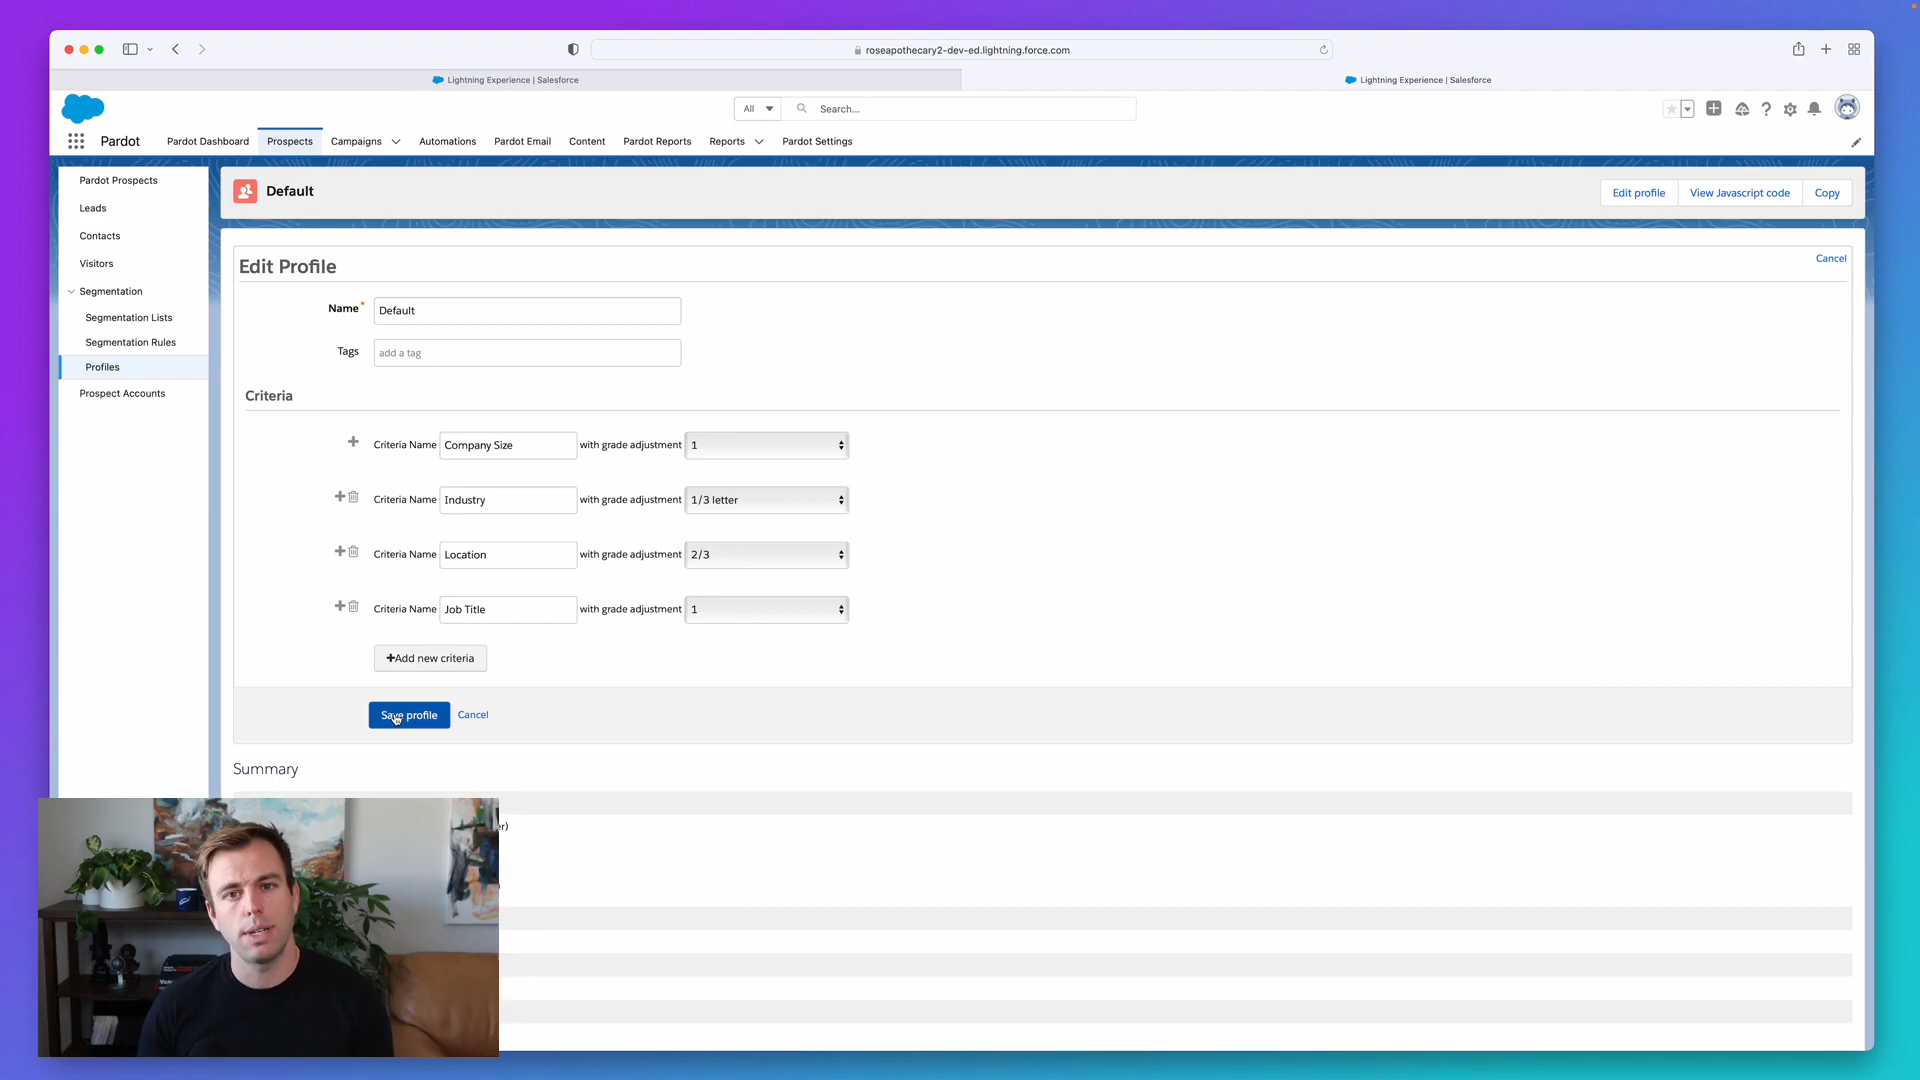 roseapothecary2-dev-ed.lightning.force.com
Lightning Experience | Salesforce
Lightning Experience | Salesforce
All
Search...
Pardot
Pardot Dashboard
Prospects
Campaigns
Automations
Pardot Email
Content
Pardot Reports
Reports
Pardot Settings
Pardot Prospects
Leads
Contacts
Visitors
Segmentation
Segmentation Lists
Segmentation Rules
Profiles
Prospect Accounts
Default
Edit profile
View Javascript code
Copy
Edit Profile
Cancel
Name*
Default
Tags
add a tag
Criteria
Criteria Name Company Size with grade adjustment 1
Criteria Name Industry with grade adjustment 1/3 letter
Criteria Name Location with grade adjustment 2/3
Criteria Name Job Title with grade adjustment 1
+Add new criteria
Save profile
Cancel
Summary